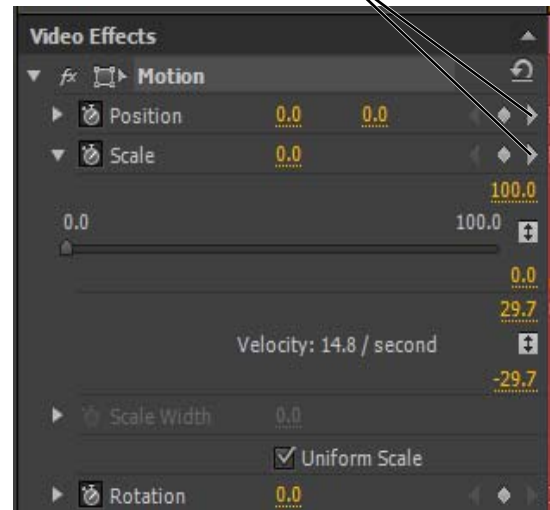 Video Effects
fx Motion
Position 0.0 0.0
Scale 0.0
100.0
0.0 100.0
0.0
29.7
Velocity: 14.8 / second
-29.7
Scale Width 0.0
Uniform Scale
Rotation 0.0